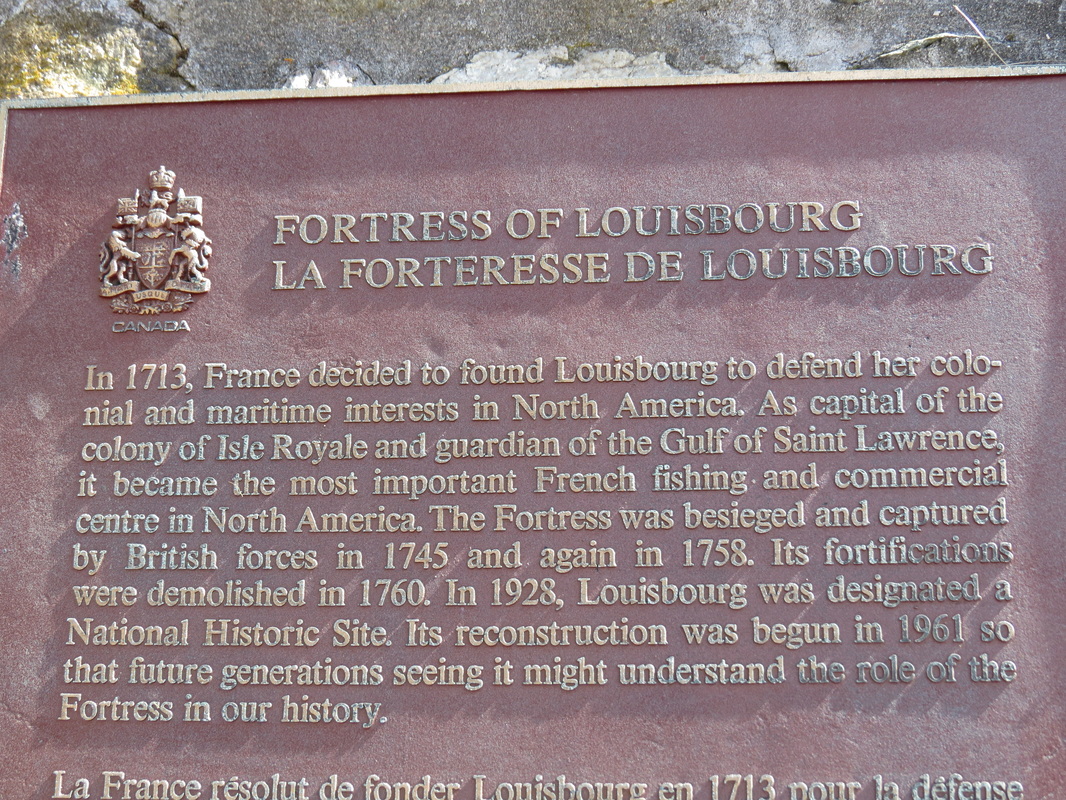 FORTRESS OF LOUISBOURG
LA FORTERESSE DE LOUISBOURG
USQUE
CANADA
In 1713, France decided to found Louisbourg to defend her colo-
nial and maritime interests in North America. As capital of the
colony of Isle Royale and guardian of the Gulf of Saint Lawrence,
it became the most important French fishing and commercial
centre in North America. The Fortress was besieged and captured
by British forces in 1745 and again in 1758. Its fortifications
were demolished in 1760. In 1928, Louisbourg was designated a
National Historic Site. Its reconstruction was begun in 1961 so
that future generations seeing it might understand the role of the
Fortress in our history.
La France résolut de fonder Louisbourg en 1713 pour la défense